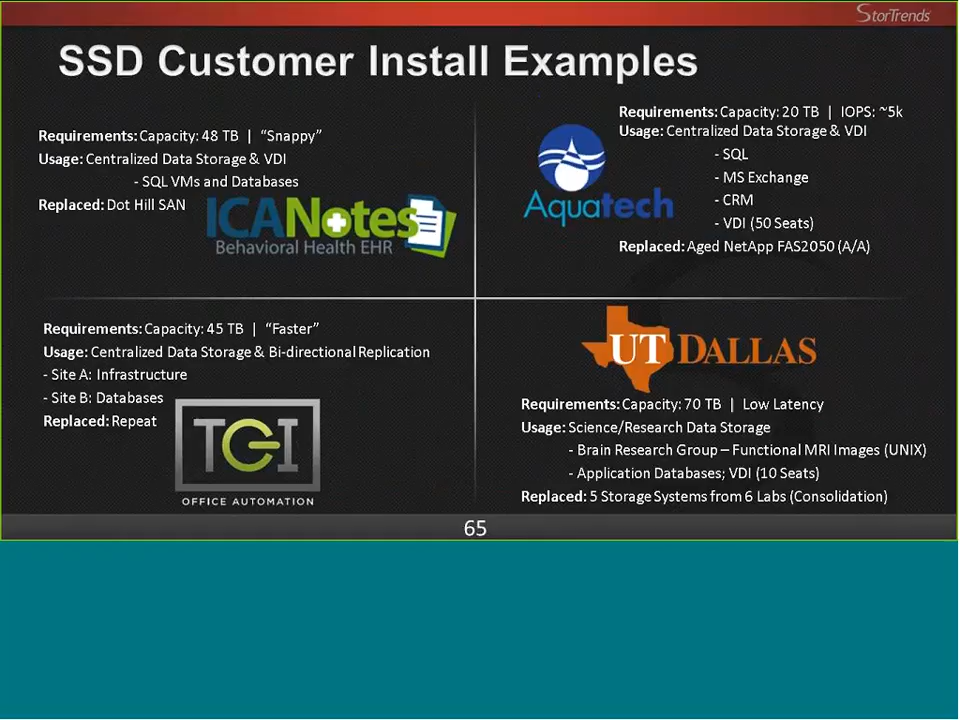 StorTrends
SSD Customer Install Examples
Requirements: Capacity: 48 TB | “Snappy”
Usage: Centralized Data Storage & VDI
- SQL VMs and Databases
Replaced: Dot Hill SAN
ICANotes
Behavioral Health EHR
Requirements: Capacity: 20 TB | IOPS: ~5k
Usage: Centralized Data Storage & VDI
- SQL
- MS Exchange
- CRM
- VDI (50 Seats)
Replaced: Aged NetApp FAS2050 (A/A)
Aquatech
Requirements: Capacity: 45 TB | “Faster”
Usage: Centralized Data Storage & Bi-directional Replication
- Site A: Infrastructure
- Site B: Databases
Replaced: Repeat
TGI
OFFICE AUTOMATION
UT DALLAS
Requirements: Capacity: 70 TB | Low Latency
Usage: Science/Research Data Storage
- Brain Research Group – Functional MRI Images (UNIX)
- Application Databases; VDI (10 Seats)
Replaced: 5 Storage Systems from 6 Labs (Consolidation)
65